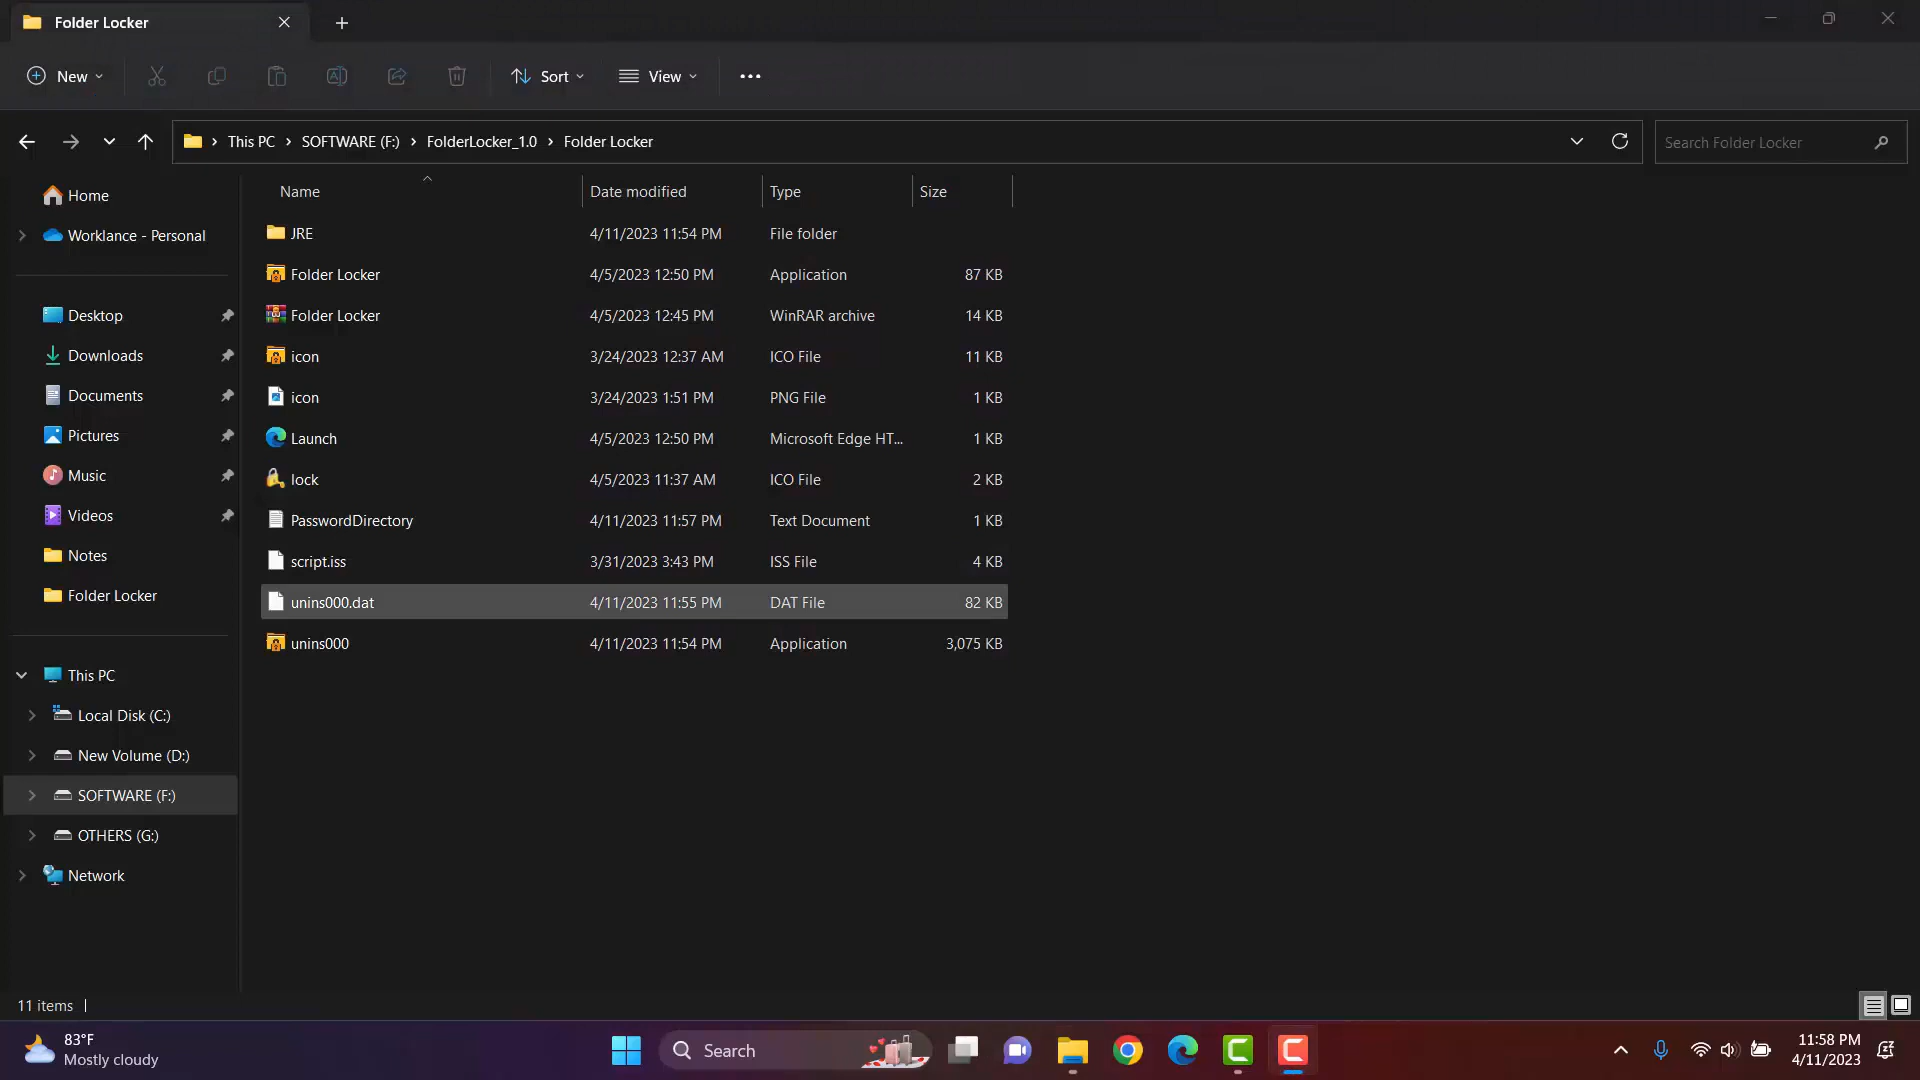 Folder Locker
New
Sort
View
This PC
SOFTWARE (F:)
FolderLocker_1.0
Folder Locker
Search Folder Locker
Home
Worklance - Personal
Desktop
Downloads
Documents
Pictures
Music
Videos
Notes
Folder Locker
This PC
Local Disk (C:)
New Volume (D:)
SOFTWARE (F:)
OTHERS (G:)
Network
Name Date modified Type Size
JRE 4/11/2023 11:54 PM File folder
Folder Locker 4/5/2023 12:50 PM Application 87 KB
Folder Locker 4/5/2023 12:45 PM WinRAR archive 14 KB
icon 3/24/2023 12:37 AM ICO File 11 KB
icon 3/24/2023 1:51 PM PNG File 1 KB
Launch 4/5/2023 12:50 PM Microsoft Edge HT... 1 KB
lock 4/5/2023 11:37 AM ICO File 2 KB
PasswordDirectory 4/11/2023 11:57 PM Text Document 1 KB
script.iss 3/31/2023 3:43 PM ISS File 4 KB
unins000.dat 4/11/2023 11:55 PM DAT File 82 KB
unins000 4/11/2023 11:54 PM Application 3,075 KB
11 items
83°F
Mostly cloudy
Search
11:58 PM
4/11/2023